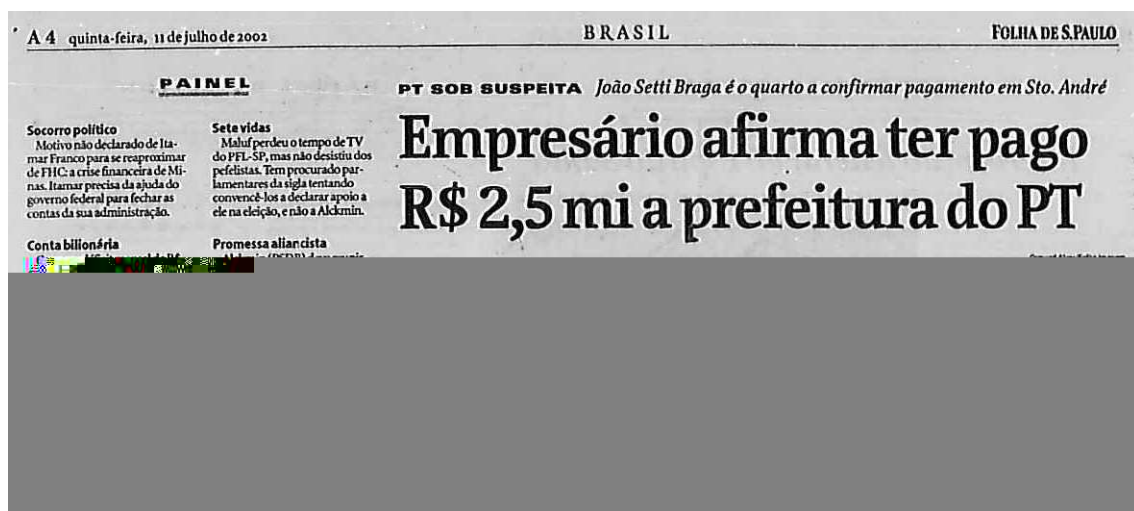 A 4 quinta-feira, 11 de julho de 2002
BRASIL
FOLHA DE S.PAULO
PAINEL
Socorro político
Motivo não declarado de Ita-
mar Franco para se reaproximar
de FHC: a crise financeira de Mi-
nas. Itamar precisa da ajuda do
governo federal para fechar as
contas da sua administração.
Conta bilionária
Sete vidas
Maluf perdeu o tempo de TV
do PFL-SP, mas não desistiu dos
pefelistas. Tem procurado par-
lamentares da sigla tentando
convencê-los a declarar apoio a
ele na eleição, e não a Alckmin.
Promessa aliancista
PT SOB SUSPEITA João Setti Braga é o quarto a confirmar pagamento em Sto. André
Empresário afirma ter pago
R$ 2,5 mi a prefeitura do PT